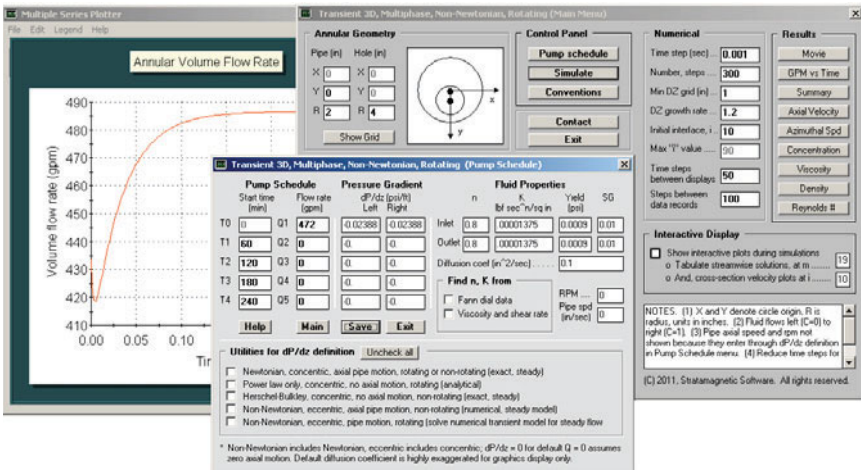 Multiple Series Plotter
File Edit Legend Help
Annular Volume Flow Rate
Volume flow rate (gpm)
490
480
470
460
450
440
430
420
410
0.00 0.05 0.10
Transient 3D, Multiphase, Non-Newtonian, Rotating (Main Menu)
Annular Geometry
Pipe (in) Hole (in)
X 0 X 0
Y 0 Y 0
R 2 R 4
Show Grid
x
y
Control Panel
Pump schedule
Simulate
Conventions
Contact
Exit
Numerical
Time step (sec) ... 0.001
Number, steps ... 300
Min DZ grid (in) ... 1
DZ growth rate ... 1.2
Initial interface, i .. 10
Max "i" value ...... 90
Time steps
between displays 50
Steps between
data records 100
Results
Movie
GPM vs Time
Summary
Axial Velocity
Azimuthal Spd
Concentration
Viscosity
Density
Reynolds #
Interactive Display
Show interactive plots during simulations
o Tabulate streamwise solutions, at m ........ 19
o And, cross-section velocity plots at i ........ 10
NOTES. (1) X and Y denote circle origin, R is
radius, units in inches. (2) Fluid flows left (C=0) to
right (C=1). (3) Pipe axial speed and rpm not
shown because they enter through dP/dz definition
in Pump Schedule menu. (4) Reduce time steps for
(C) 2011, Stratamagnetic Software. All rights reserved.
Transient 3D, Multiphase, Non-Newtonian, Rotating (Pump Schedule)
Pump Schedule Pressure Gradient Fluid Properties
Start time (min) Flow rate (gpm) dP/dz (psi/ft) Left Right n K lbf sec^n/sq in Yield (psi) SG
T0 0 Q1 472 -0.02388 -0.02388 Inlet 0.8 .00001375 0.0009 0.01
T1 60 Q2 0 -0. -0. Outlet 0.8 .00001375 0.0009 0.01
T2 120 Q3 0 -0. -0. Diffusion coef (in^2/sec) ...... 0.1
T3 180 Q4 0 -0. -0.
T4 240 Q5 0 -0. -0.
Find n, K from
Fann dial data
Viscosity and shear rate
RPM .... 0
Pipe spd
(in/sec) 0
Help Main Save Exit
Utilities for dP/dz definition Uncheck all
Newtonian, concentric, axial pipe motion, rotating or non-rotating (exact, steady)
Power law only, concentric, no axial motion, rotating (analytical)
Herschel-Bulkley, concentric, no axial motion, non-rotating (exact, steady)
Non-Newtonian, eccentric, axial pipe motion, non-rotating (numerical, steady model)
Non-Newtonian, eccentric, pipe motion, rotating (solve numerical transient model for steady flow
* Non-Newtonian includes Newtonian, eccentric includes concentric; dP/dz = 0 for default Q = 0 assumes
zero axial motion. Default diffusion coefficient is highly exaggerated for graphics display only.